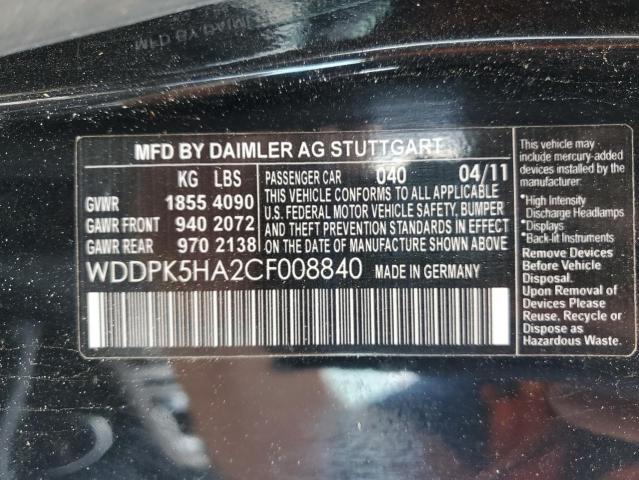 MFD BY DAIMLER AG STUTTGART
KG LBS
GVWR 1855 4090
GAWR FRONT 940 2072
GAWR REAR 970 2138
PASSENGER CAR 040 04/11
THIS VEHICLE CONFORMS TO ALL APPLICABLE
U.S. FEDERAL MOTOR VEHICLE SAFETY, BUMPER
AND THEFT PREVENTION STANDARDS IN EFFECT
ON THE DATE OF MANUFACTURE SHOWN ABOVE.
WDDPK5HA2CF008840
MADE IN GERMANY
This vehicle may
include mercury-added
devices installed by the
manufacturer:
*High Intensity
Discharge Headlamps
*Displays
*Back-lit Instruments
Remove Devices
Before Vehicle
Disposal.
Upon Removal of
Devices Please
Reuse, Recycle or
Dispose as
Hazardous Waste.
MFD BY DAIMLE